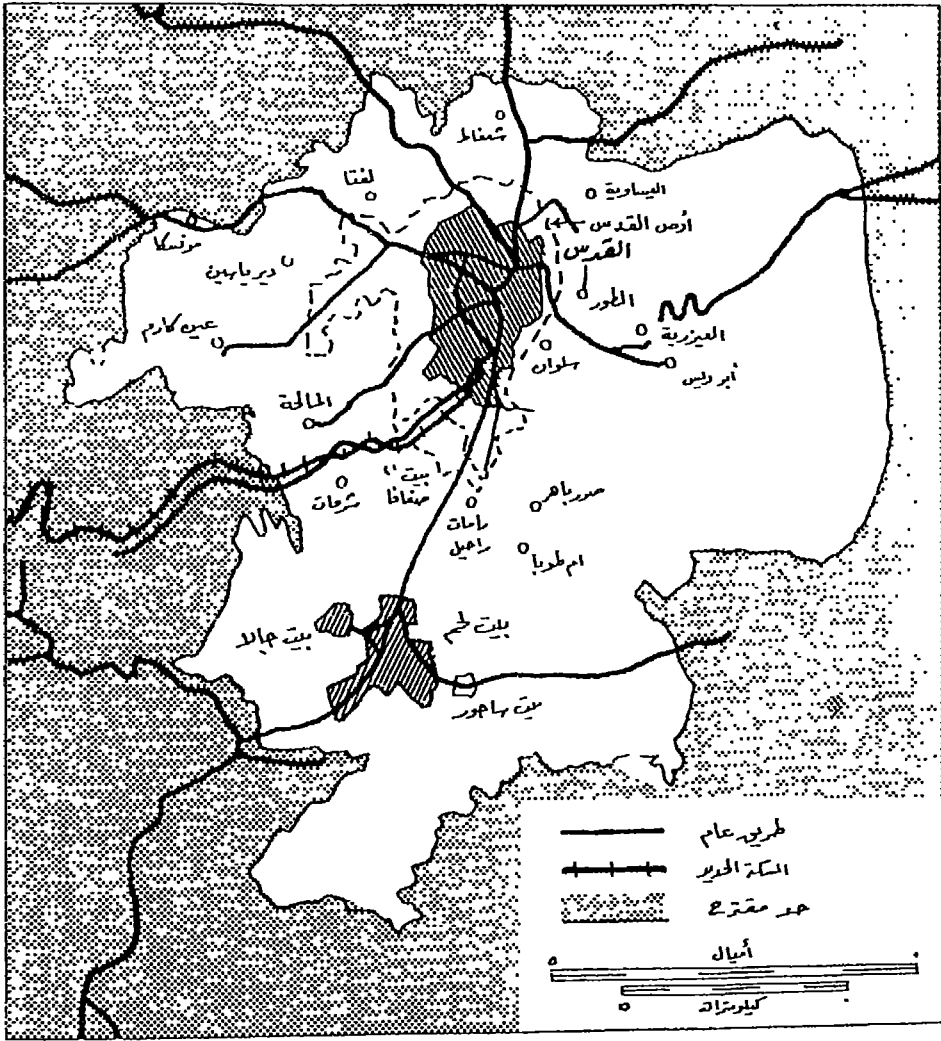 شعفاط
لفتا
العيساوية
أرض القدس
القدس
موتسكا
دير ياسين
الطور
عين كارم
العيزرية
سلوان
أبو ديس
المالحة
بيت
صفافا
شرفات
رامات
راحيل
صور باهر
ام طوبا
بيت جالا
بيت لحم
بيت ساحور
طريق عام
السكة الحديد
حد مقترح
أميال
كيلومترات